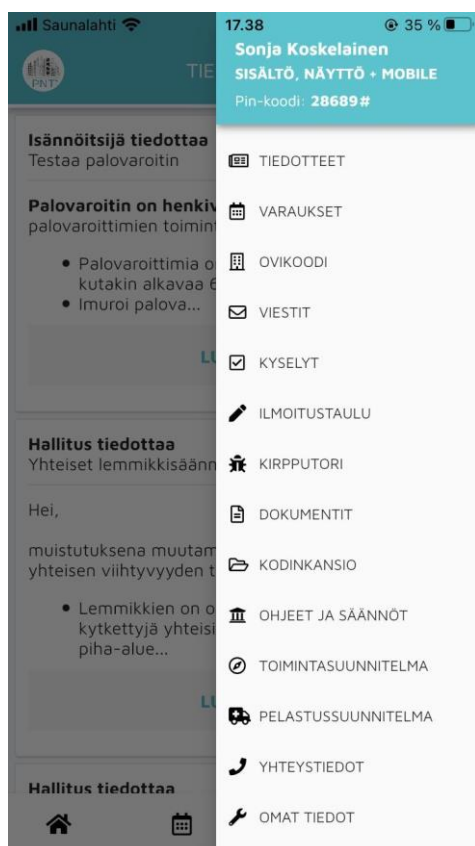 Saunalahti
17.38
35 %
Sonja Koskelainen
SISÄLTÖ, NÄYTTÖ + MOBILE
Pin-koodi: 28689#
PNT
TIE
Isännöitsijä tiedottaa
Testaa palovaroitin
Palovaroitin on henkiv
palovaroittimien toimint
• Palovaroittimia o
kutakin alkavaa 6
• Imuroi palova...
LU
Hallitus tiedottaa
Yhteiset lemmikkisäänn
Hei,
muistutuksena muutam
yhteisen viihtyvyyden t
• Lemmikkien on o
kytkettyjä yhteisi
piha-alue...
LU
Hallitus tiedottaa
TIEDOTTEET
VARAUKSET
OVIKOODI
VIESTIT
KYSELYT
ILMOITUSTAULU
KIRPPUTORI
DOKUMENTIT
KODINKANSIO
OHJEET JA SÄÄNNÖT
TOIMINTASUUNNITELMA
PELASTUSSUUNNITELMA
YHTEYSTIEDOT
OMAT TIEDOT